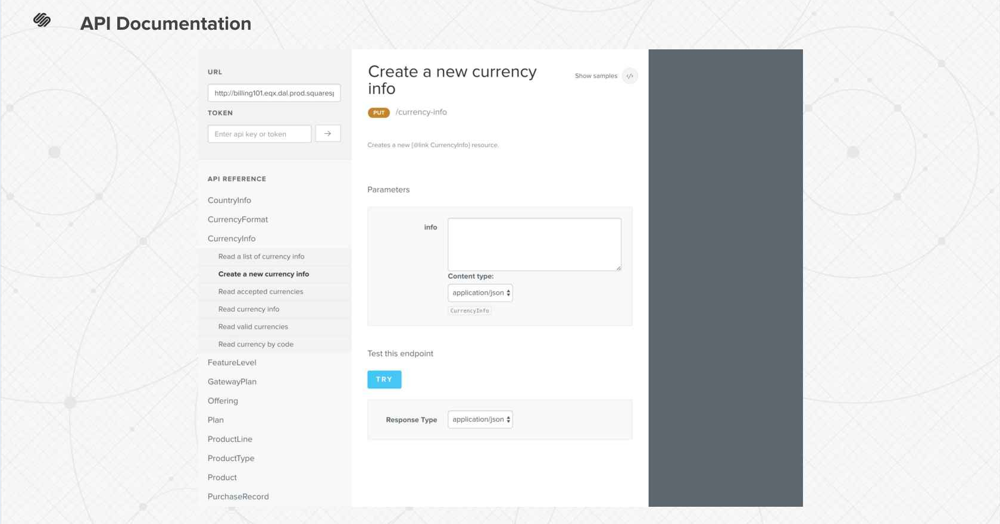 API Documentation
URL
http://billing101.eqx.dal.prod.squaresp
TOKEN
Enter api key or token
API REFERENCE
CountryInfo
CurrencyFormat
CurrencyInfo
Read a list of currency info
Create a new currency info
Read accepted currencies
Read currency info
Read valid currencies
Read currency by code
FeatureLevel
GatewayPlan
Offering
Plan
ProductLine
ProductType
Product
PurchaseRecord
Create a new currency
info
Show samples </>
PUT /currency-info
Creates a new {@link CurrencyInfo} resource.
Parameters
info
Content type:
application/json
CurrencyInfo
Test this endpoint
TRY
Response Type application/json